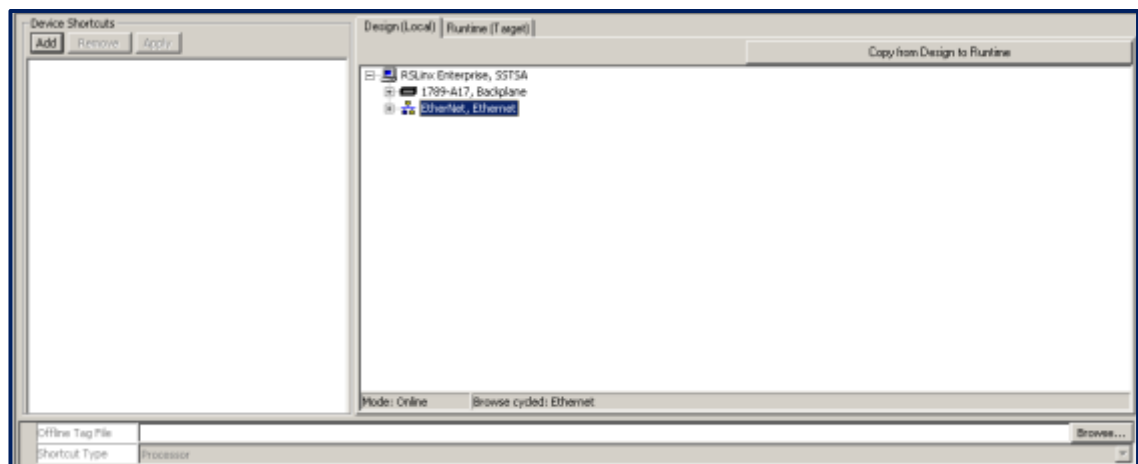 Device Shortcuts
Add Remove Apply
Design (Local) Runtime (Target)
Copy from Design to Runtime
RSLinx Enterprise, SSTSA
1789-A17, Backplane
EtherNet, Ethernet
Mode: Online Browse cycled: Ethernet
Offline Tag File Browse...
Shortcut Type Processor